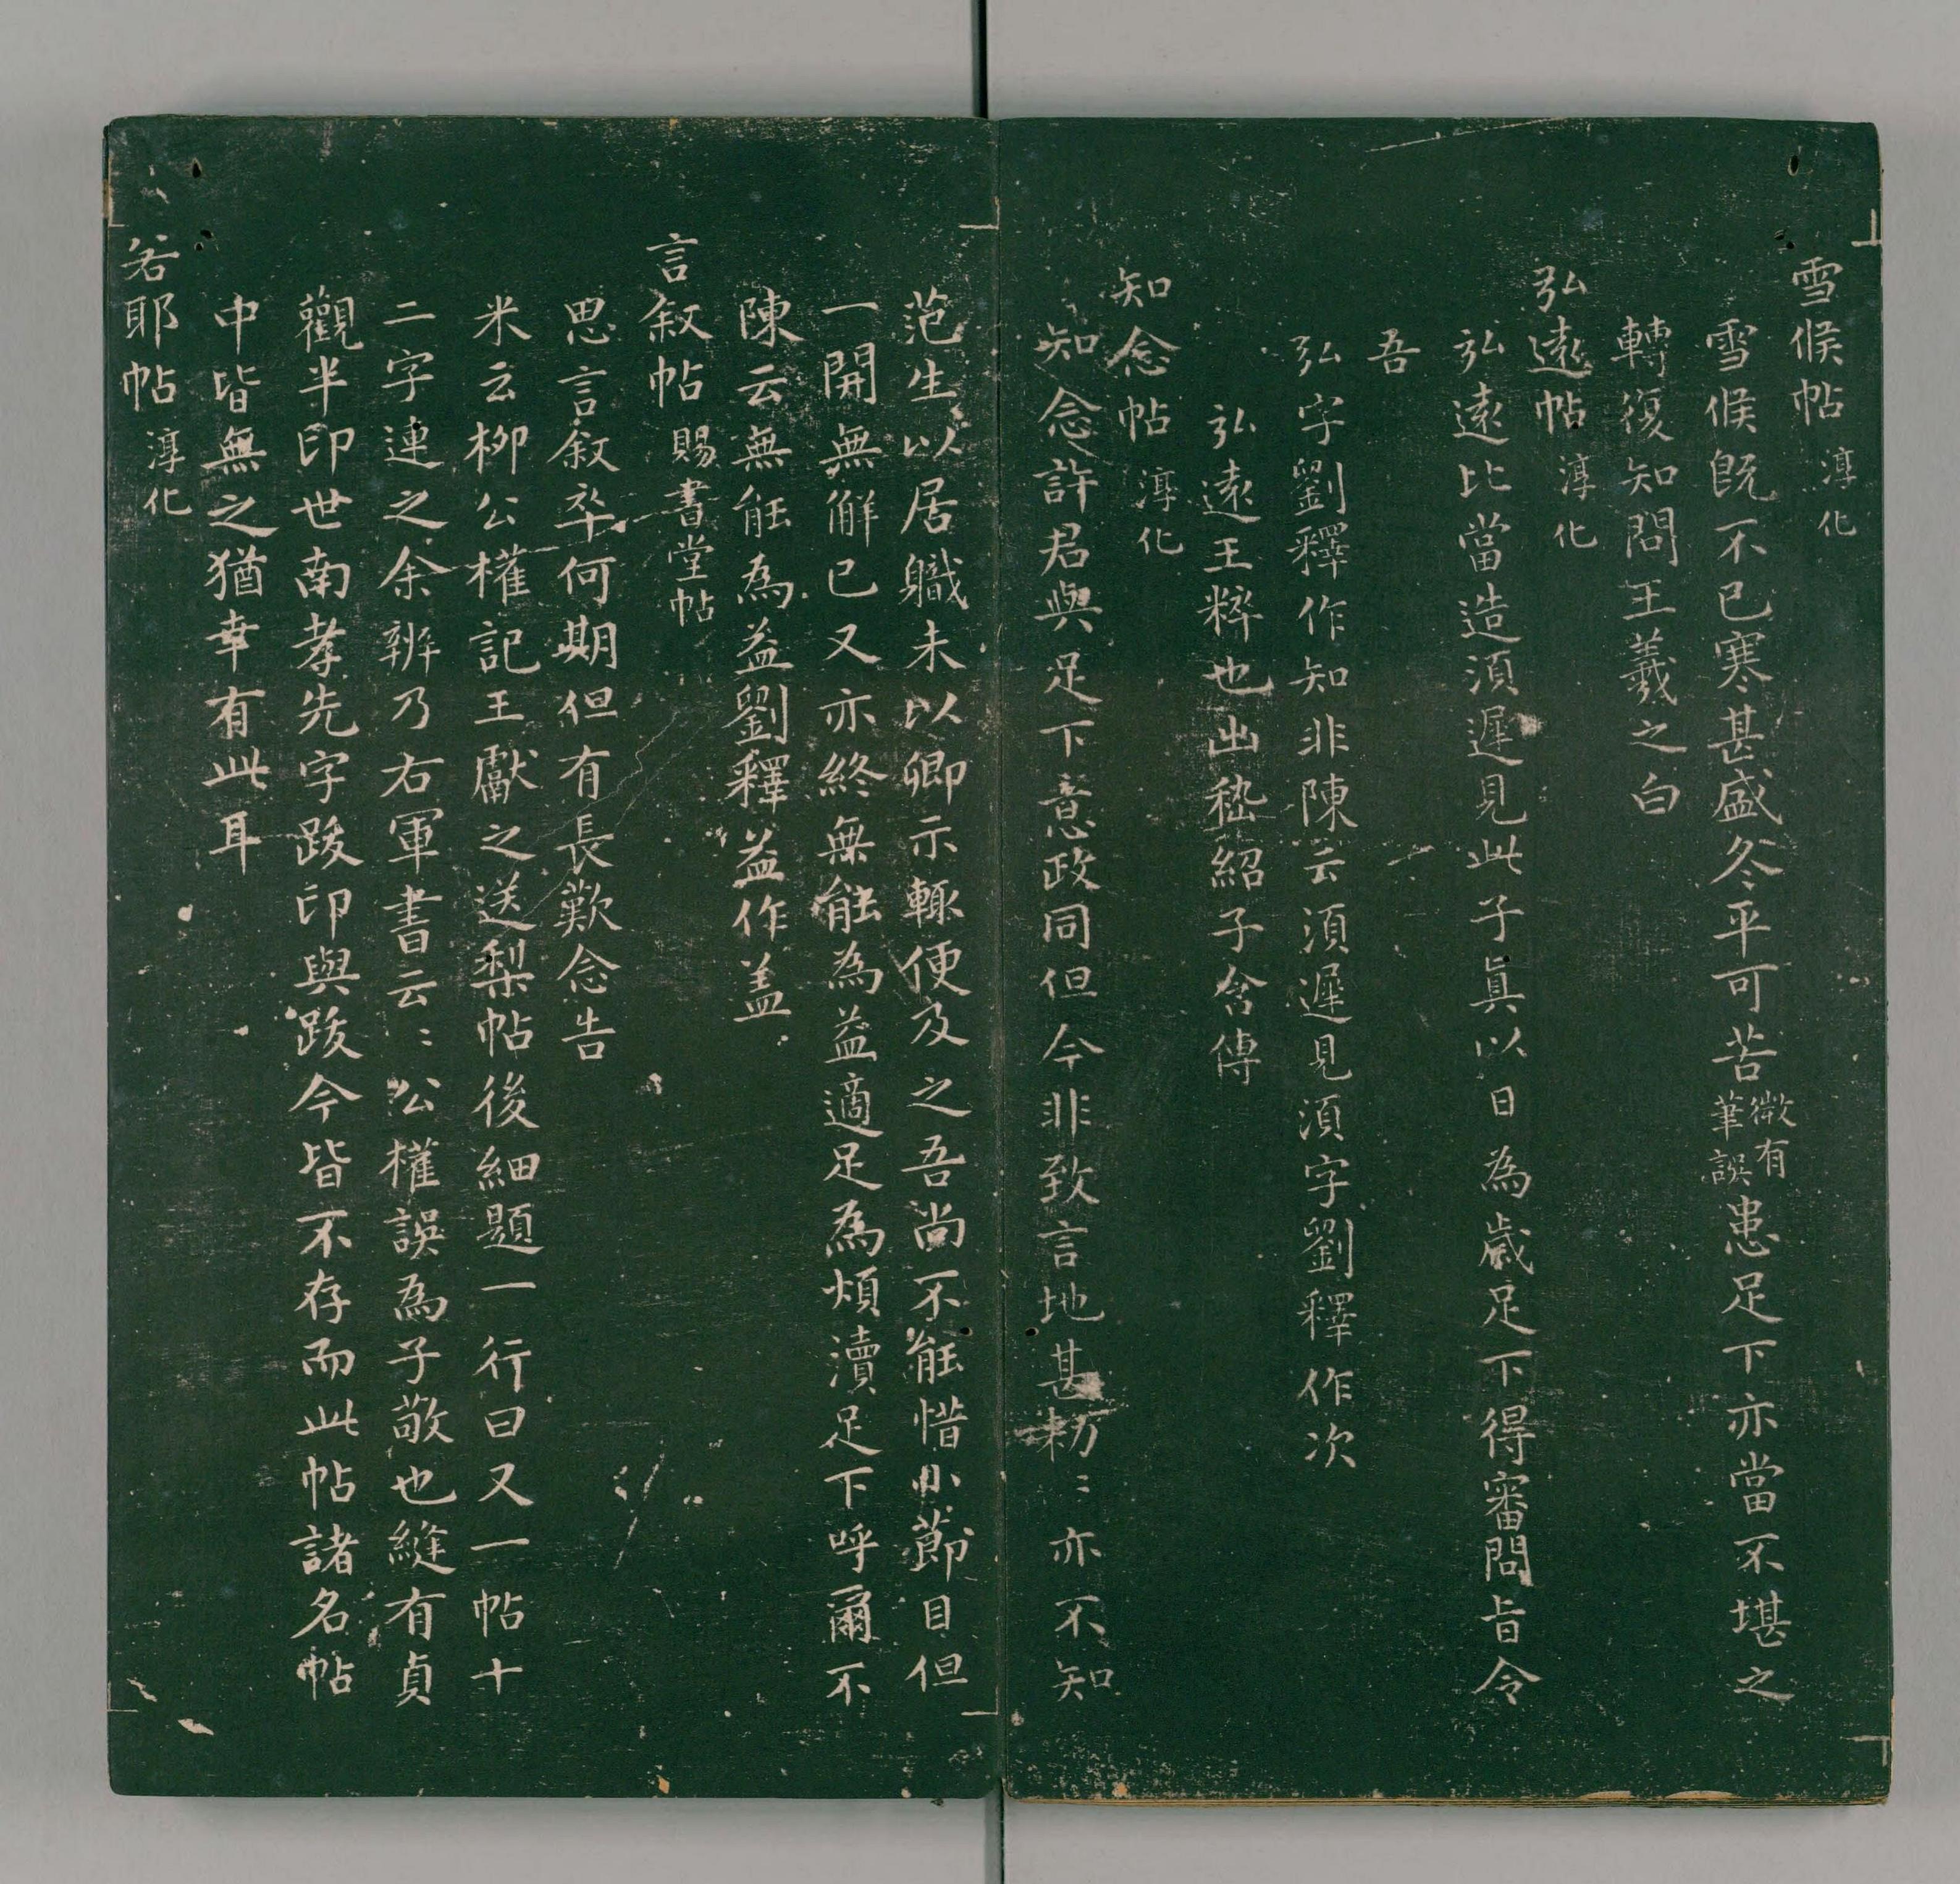 雪候帖 淳化
雪候既不已寒甚盛冬平可苦微有筆誤患足下亦當不堪之
轉復知問王羲之白
弘遠帖 淳化
弘遠比當造須遲見此子真以日為歲足下得審問旨令
吾
弘字劉釋作知非陳云須遲見須字劉釋作次
弘遠王粹也出嵇紹子含傳
知念帖 淳化
知念許君與足下意政同但今非致言地甚勑〻亦不知
范生以居職未以卿示輒便及之吾尚不能惜小節目但
一開無解已又亦終無能為益適足為煩瀆足下呼爾不
陳云無能為益劉釋益作盖
言敘帖 賜書堂帖
思言敘卒何期但有長歎念告
米云柳公權記王獻之送梨帖後細題一行曰又一帖十
二字連之余辨乃右軍書云〻公權誤為子敬也縫有貞
觀半印世南孝先字跋印與跋今皆不存而此帖諸名帖
中皆無之猶幸有此耳
若耶帖 淳化